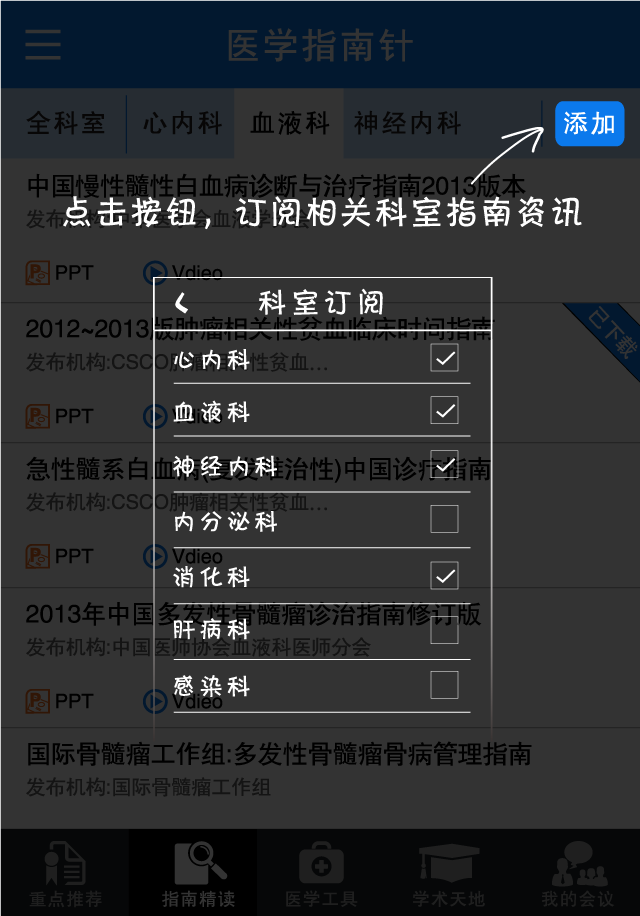 医学指南针
全科室 心内科 血液科 神经内科 添加
中国慢性髓性白血病诊断与治疗指南2013版本
点击按钮，订阅相关科室指南资讯
PPT Vdieo
科室订阅
2012~2013版肿瘤相关性贫血临床时间指南
已下载
心内科
发布机构:CSCO肿瘤相关性贫血…
血液科
PPT Vdieo
神经内科
急性髓系白血病(复发难治性)中国诊疗指南
发布机构:CSCO肿瘤相关性贫血…
内分泌科
PPT Vdieo
消化科
2013年中国多发性骨髓瘤诊治指南修订版
肝病科
发布机构:中国医师协会血液科医师分会
感染科
PPT Vdieo
国际骨髓瘤工作组:多发性骨髓瘤骨病管理指南
发布机构:国际骨髓瘤工作组
重点推荐 指南精读 医学工具 学术天地 我的会议